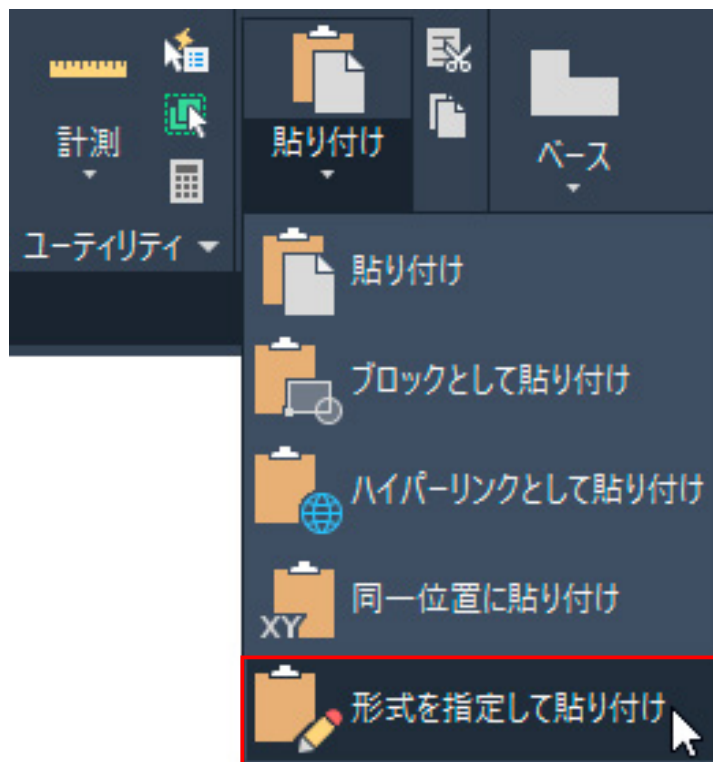 計測
貼り付け
ベース
ユーティリティ
貼り付け
ブロックとして貼り付け
ハイパーリンクとして貼り付け
XY
同一位置に貼り付け
形式を指定して貼り付け